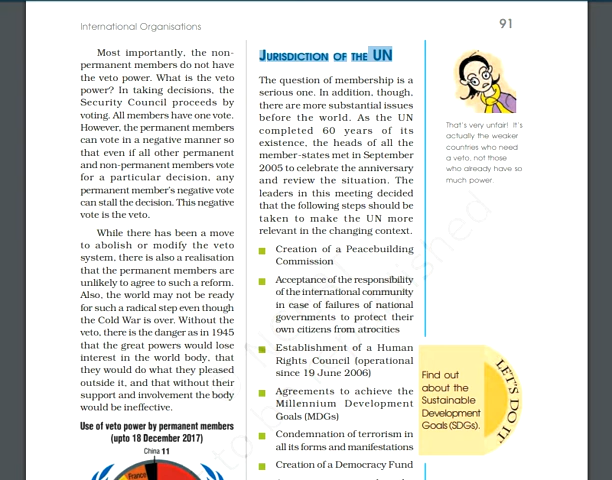 International Organisations
91
Most importantly, the non-
permanent members do not have
the veto power. What is the veto
power? In taking decisions, the
Security Council proceeds by
voting. All members have one vote.
However, the permanent members
can vote in a negative manner so
that even if all other permanent
and non-permanent members vote
for a particular decision, any
permanent member's negative vote
can stall the decision. This negative
vote is the veto.
While there has been a move
to abolish or modify the veto
system, there is also a realisation
that the permanent members are
unlikely to agree to such a reform.
Also, the world may not be ready
for such a radical step even though
the Cold War is over. Without the
veto, there is the danger as in 1945
that the great powers would lose
interest in the world body, that
they would do what they pleased
outside it, and that without their
support and involvement the body
would be ineffective.
Use of veto power by permanent members
(upto 18 December 2017)
China 11
France
JURISDICTION OF THE UN
The question of membership is a
serious one. In addition, though,
there are more substantial issues
before the world. As the UN
completed 60 years of its
existence, the heads of all the
member-states met in September
2005 to celebrate the anniversary
and review the situation. The
leaders in this meeting decided
that the following steps should be
taken to make the UN more
relevant in the changing context.
Creation of a Peacebuilding
Commission
Acceptance of the responsibility
of the international community
in case of failures of national
governments to protect their
own citizens from atrocities
Establishment of a Human
Rights Council (operational
since 19 June 2006)
Agreements to achieve the
Millennium Development
Goals (MDGs)
Condemnation of terrorism in
all its forms and manifestations
Creation of a Democracy Fund
That's very unfair! It's
actually the weaker
countries who need
a veto, not those
who already have so
much power.
Find out
about the
Sustainable
Development
Goals (SDGs).
LET'S DO IT